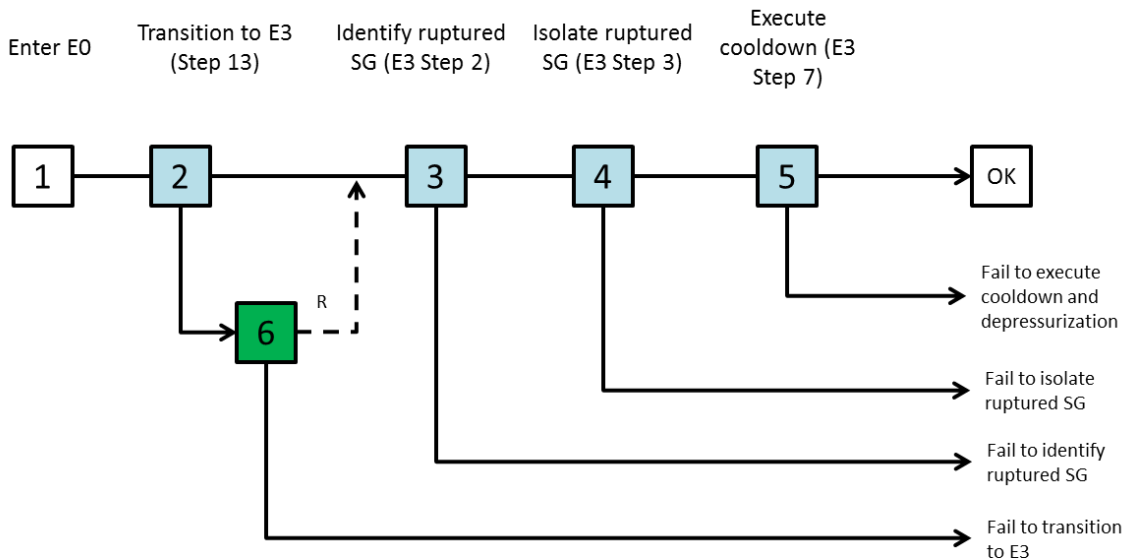 Enter E0
Transition to E3
(Step 13)
Identify ruptured
SG (E3 Step 2)
Isolate ruptured
SG (E3 Step 3)
Execute
cooldown (E3
Step 7)
1
2
3
4
5
OK
6
R
Fail to execute
cooldown and
depressurization
Fail to isolate
ruptured SG
Fail to identify
ruptured SG
Fail to transition
to E3